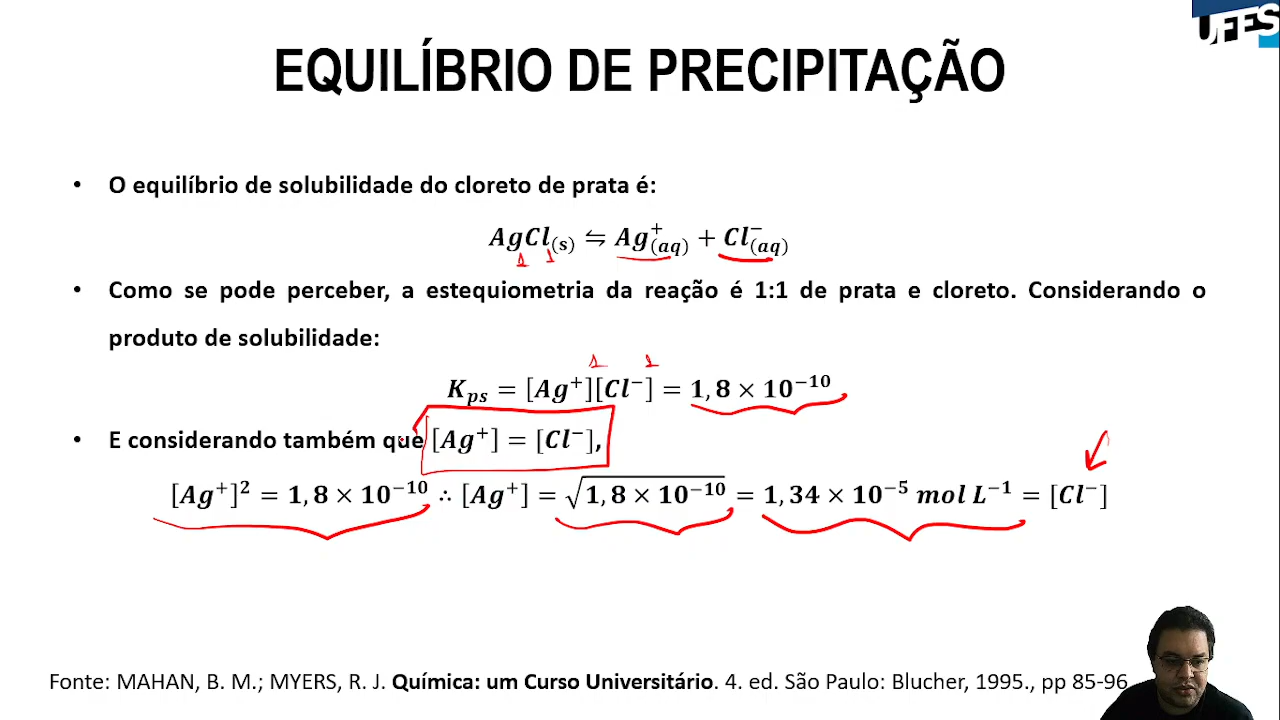 UFES
EQUILÍBRIO DE PRECIPITAÇÃO
• O equilíbrio de solubilidade do cloreto de prata é:
AgCl(s) ⇋ Ag⁺(aq) + Cl⁻(aq)
1 1
• Como se pode perceber, a estequiometria da reação é 1:1 de prata e cloreto. Considerando o
produto de solubilidade:
1 1
Kps = [Ag⁺][Cl⁻] = 1,8 × 10⁻¹⁰
• E considerando também que [Ag⁺] = [Cl⁻],
[Ag⁺]² = 1,8 × 10⁻¹⁰ ∴ [Ag⁺] = √1,8 × 10⁻¹⁰ = 1,34 × 10⁻⁵ mol L⁻¹ = [Cl⁻]
Fonte: MAHAN, B. M.; MYERS, R. J. Química: um Curso Universitário. 4. ed. São Paulo: Blucher, 1995., pp 85-96